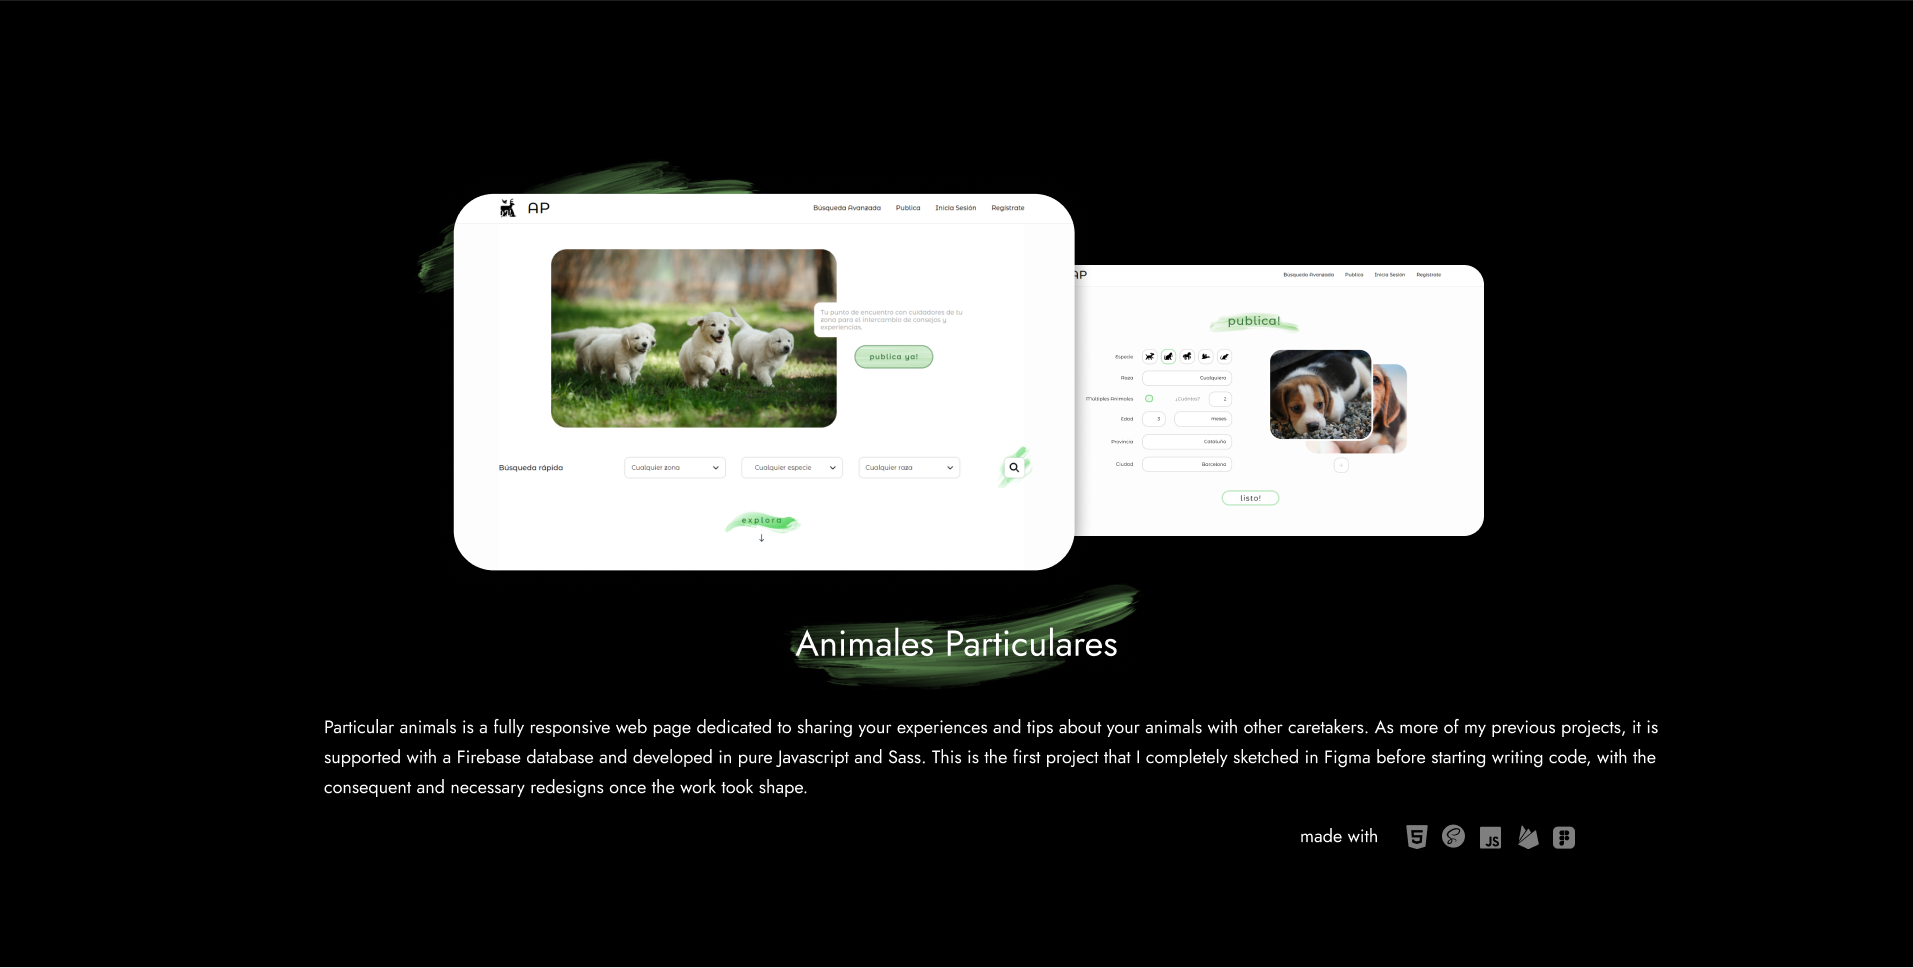 AP
Búsqueda Avanzada Publica Inicia Sesión Registrate
Tu punto de encuentro con cuidadores de tu
zona para el intercambio de consejos y
experiencias.
publica ya!
Búsqueda rápida Cualquier zona Cualquier especie Cualquier raza
explora
AP
Búsqueda Avanzada Publica Inicia Sesión Registrate
publica!
Especie
Raza Cualquiera
Múltiples Animales ¿Cuántos? 2
Edad 8 meses
Provincia Cataluña
Ciudad Barcelona
listo!
Animales Particulares
Particular animals is a fully responsive web page dedicated to sharing your experiences and tips about your animals with other caretakers. As more of my previous projects, it is
supported with a Firebase database and developed in pure Javascript and Sass. This is the first project that I completely sketched in Figma before starting writing code, with the
consequent and necessary redesigns once the work took shape.
made with
JS